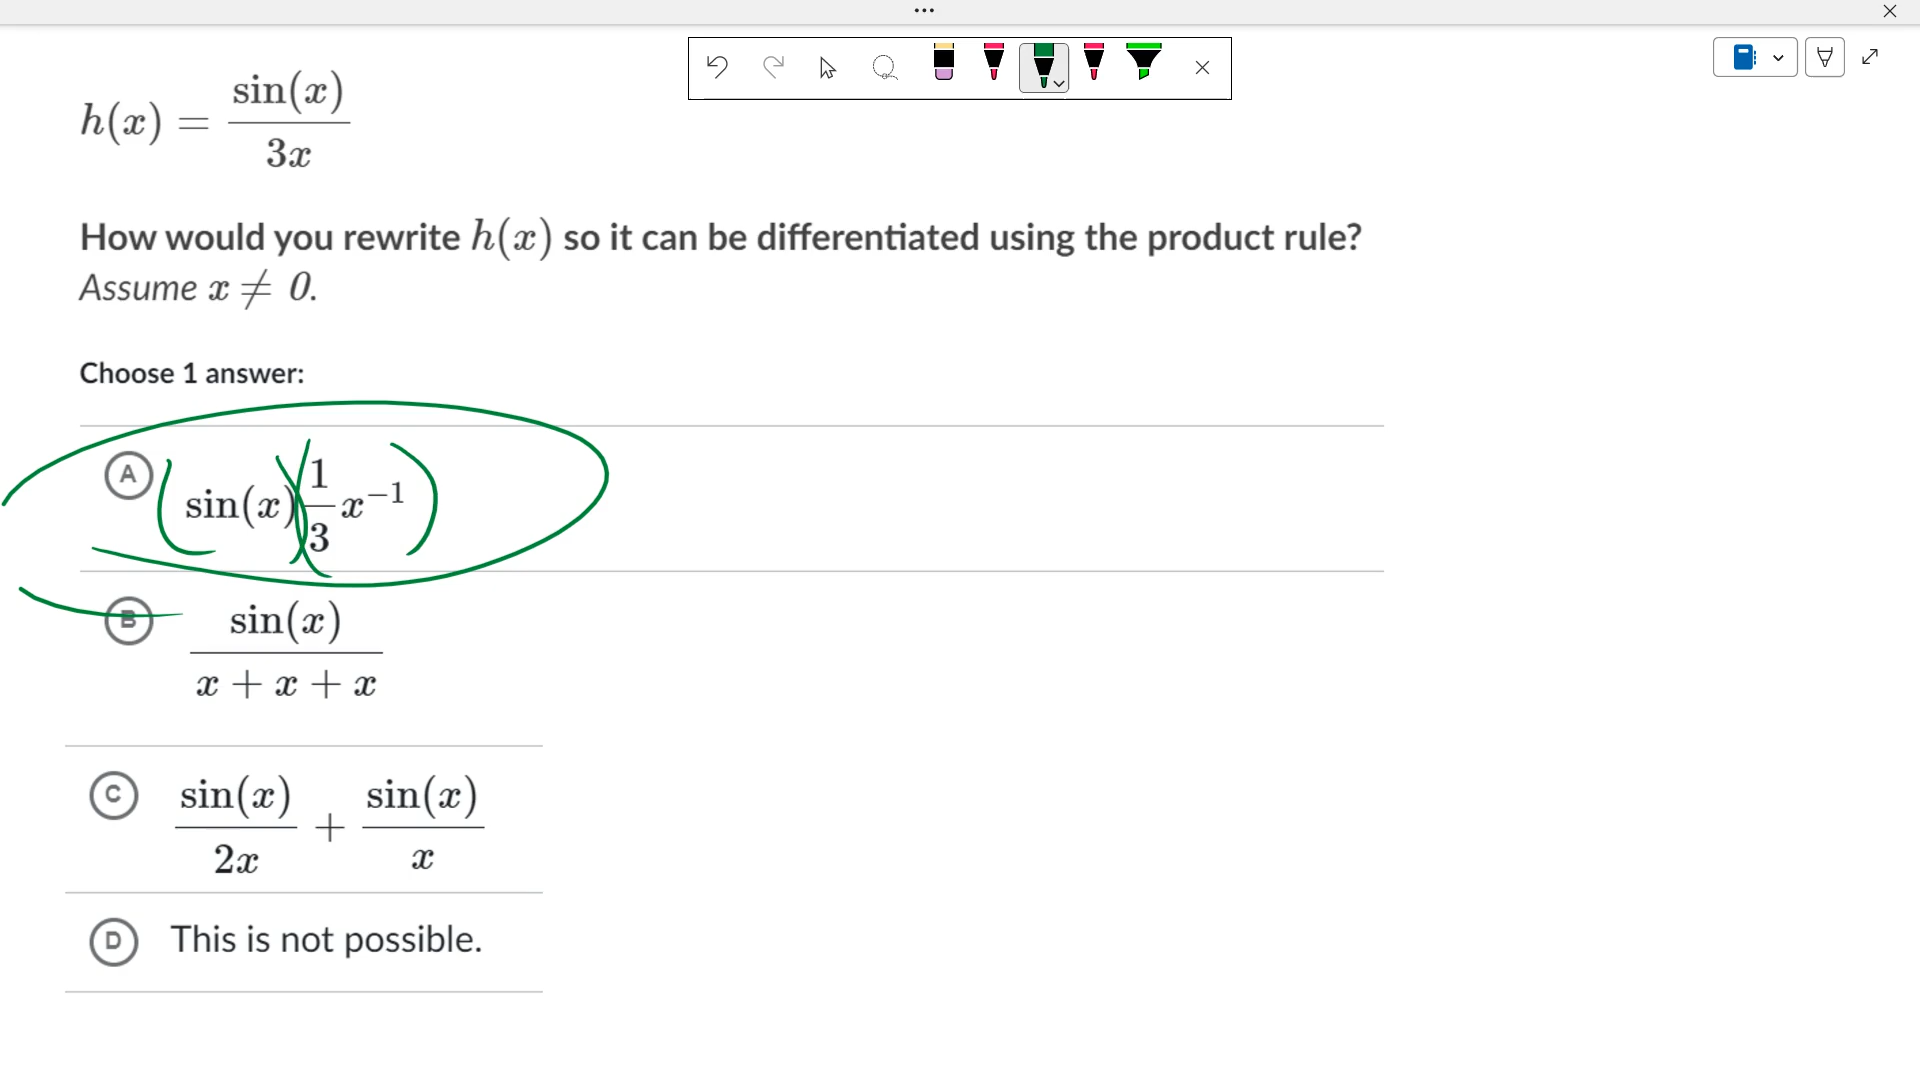 h(x) = sin(x) / 3x
How would you rewrite h(x) so it can be differentiated using the product rule?
Assume x ≠ 0.
Choose 1 answer:
A (sin(x))(1/3 x⁻¹)
B sin(x) / x + x + x
C sin(x) / 2x + sin(x) / x
D This is not possible.